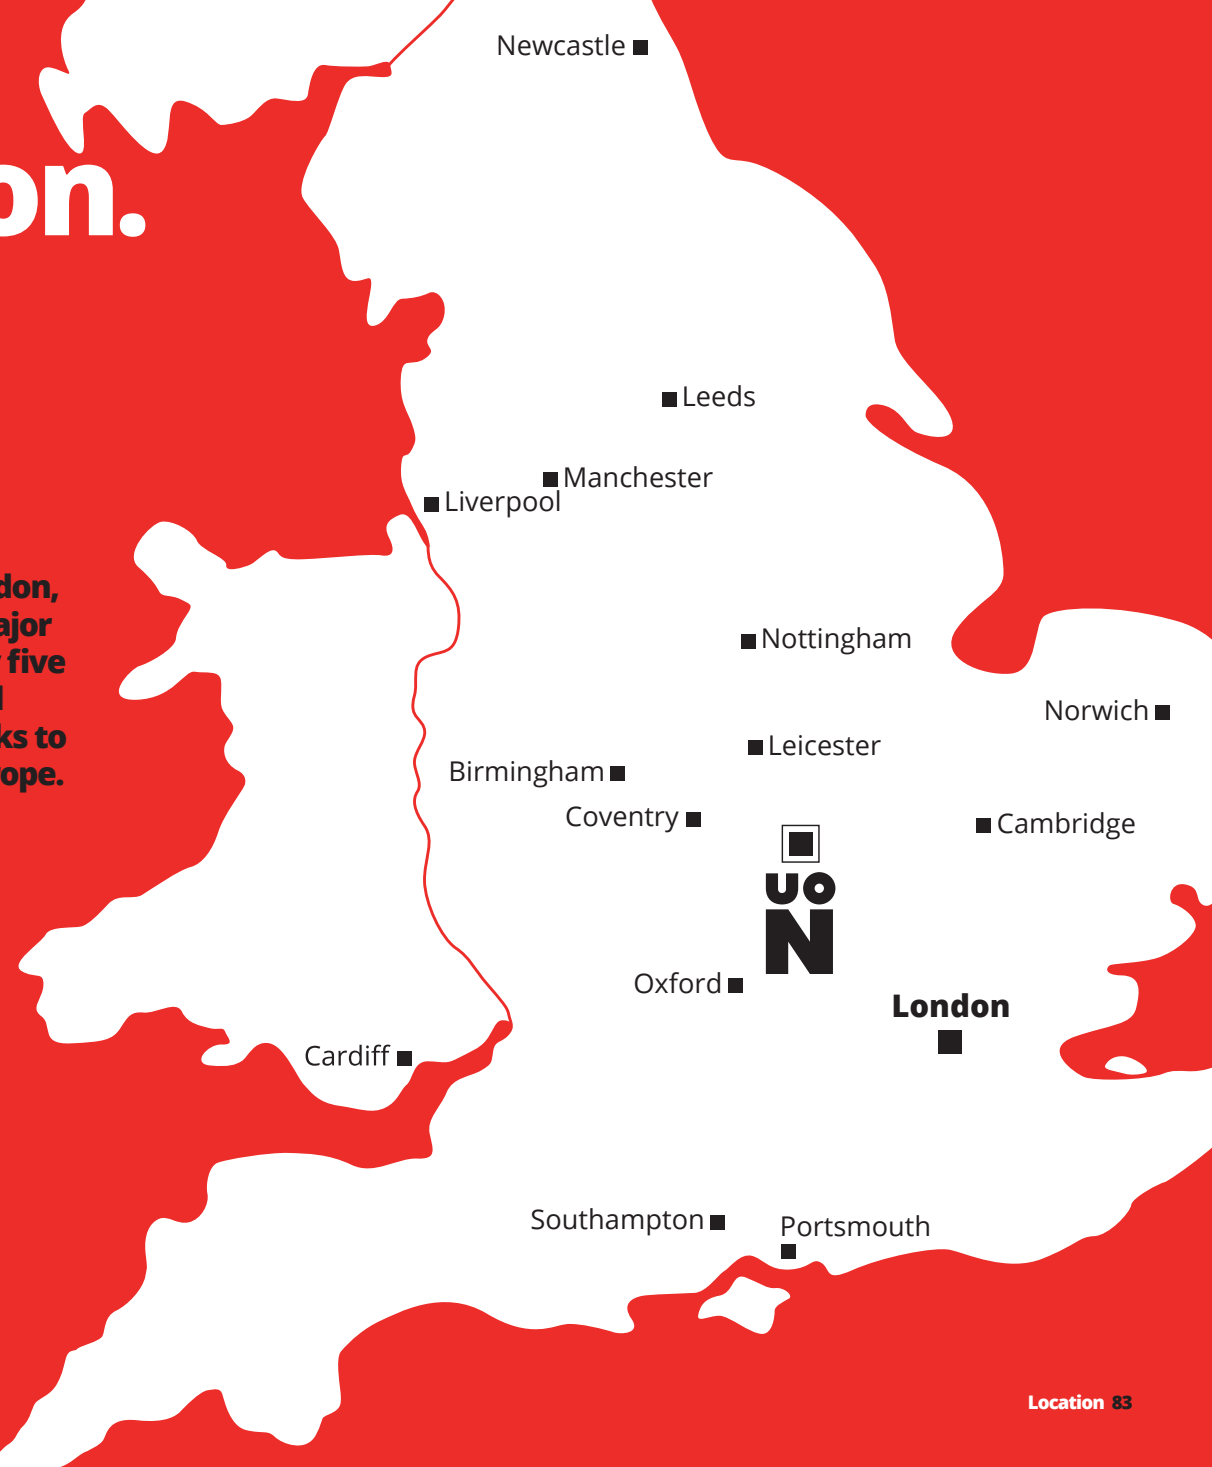 Newcastle
on.
Leeds
Manchester
Liverpool
don,
ajor
five
ks to
ope.
Nottingham
Norwich
Leicester
Birmingham
Coventry
Cambridge
UO
N
Oxford
London
Cardiff
Southampton
Portsmouth
Location 83